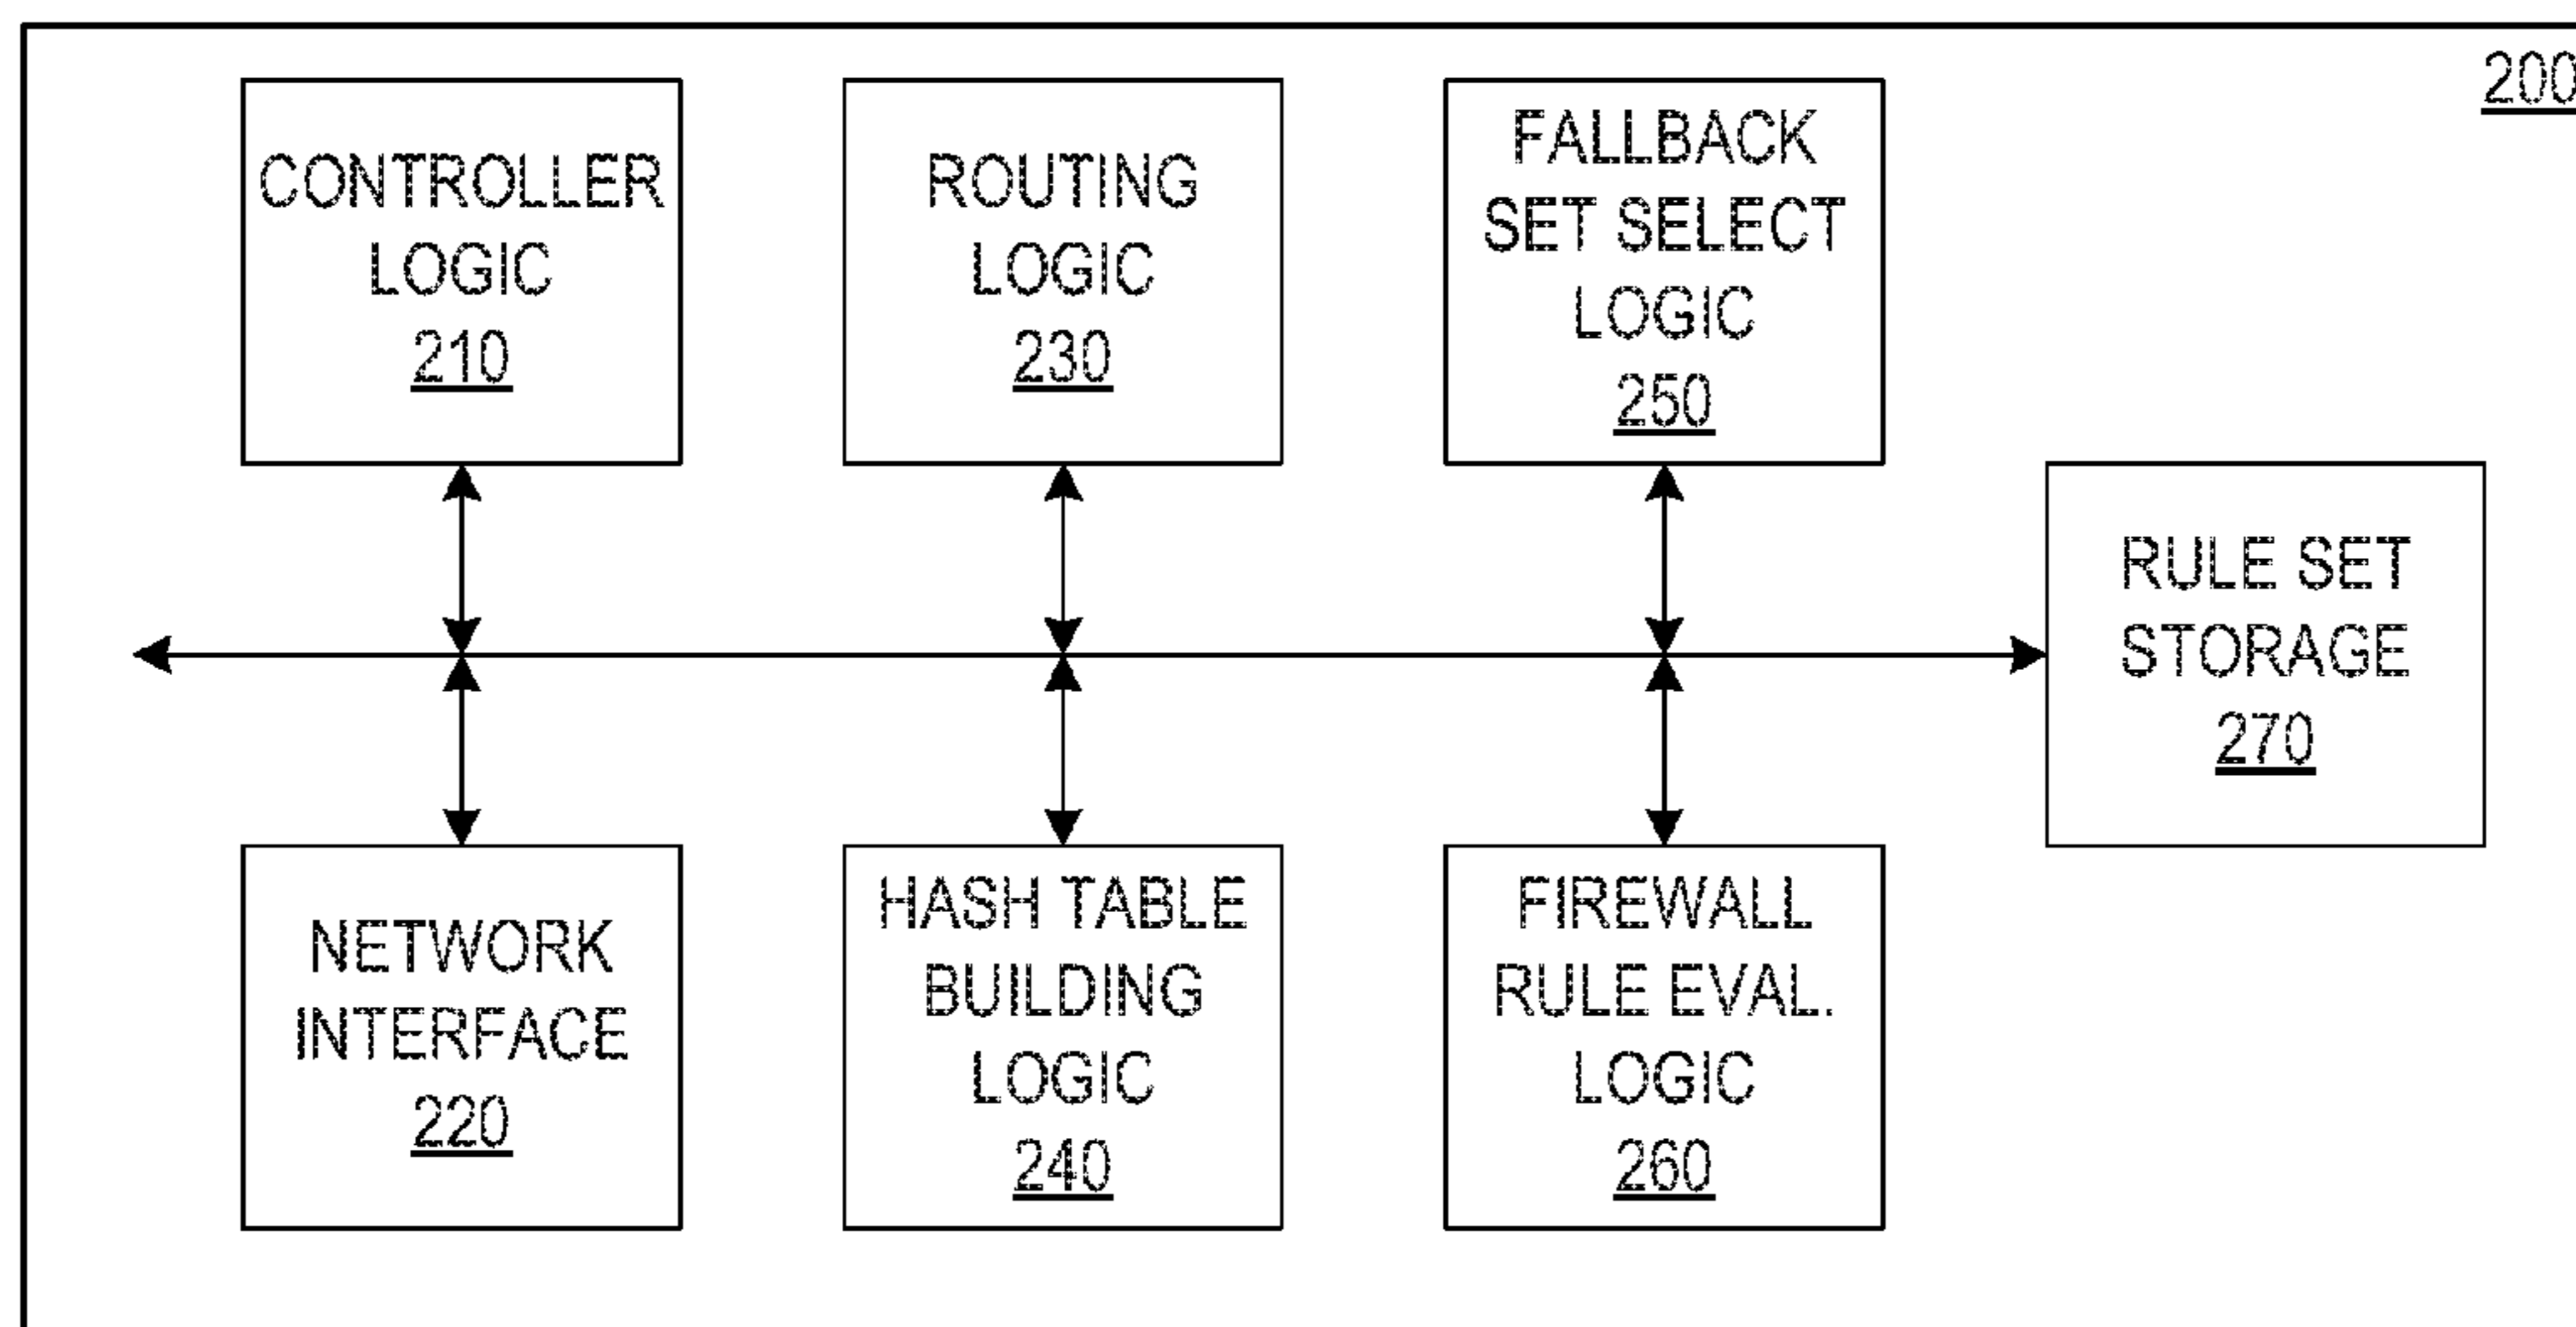 200
CONTROLLER
LOGIC
210
ROUTING
LOGIC
230
FALLBACK
SET SELECT
LOGIC
250
RULE SET
STORAGE
270
NETWORK
INTERFACE
220
HASH TABLE
BUILDING
LOGIC
240
FIREWALL
RULE EVAL.
LOGIC
260